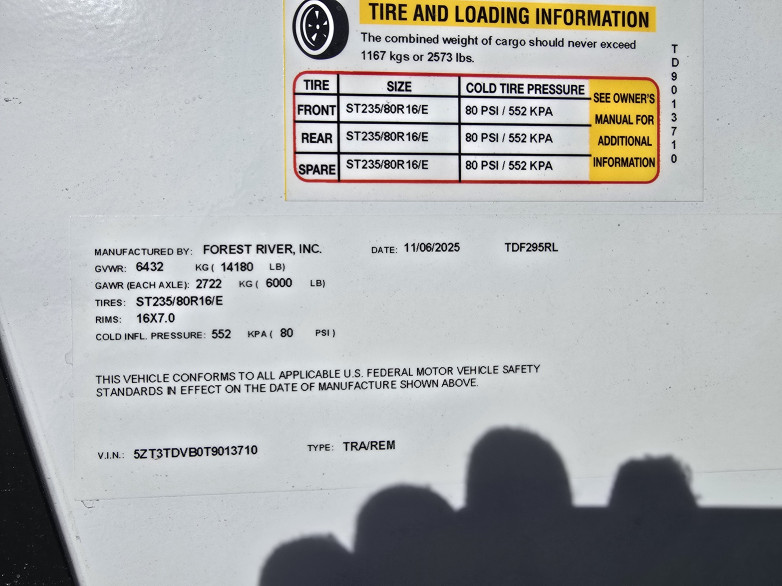 TIRE AND LOADING INFORMATION
The combined weight of cargo should never exceed
1167 kgs or 2573 lbs.
TIRE SIZE COLD TIRE PRESSURE
FRONT ST235/80R16/E 80 PSI / 552 KPA
REAR ST235/80R16/E 80 PSI / 552 KPA
SPARE ST235/80R16/E 80 PSI / 552 KPA
SEE OWNER'S
MANUAL FOR
ADDITIONAL
INFORMATION
TD9013710
MANUFACTURED BY: FOREST RIVER, INC. DATE: 11/06/2025 TDF295RL
GVWR: 6432 KG ( 14180 LB)
GAWR (EACH AXLE): 2722 KG ( 6000 LB)
TIRES: ST235/80R16/E
RIMS: 16X7.0
COLD INFL. PRESSURE: 552 KPA ( 80 PSI )
THIS VEHICLE CONFORMS TO ALL APPLICABLE U.S. FEDERAL MOTOR VEHICLE SAFETY
STANDARDS IN EFFECT ON THE DATE OF MANUFACTURE SHOWN ABOVE.
V.I.N.: 5ZT3TDVB0T9013710 TYPE: TRA/REM